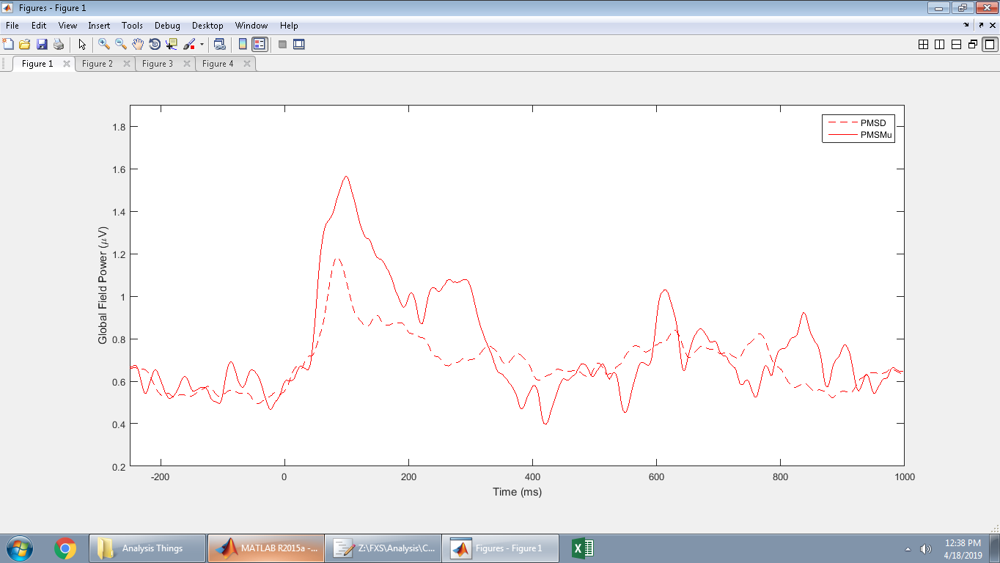 Figures - Figure 1
File Edit View Insert Tools Debug Desktop Window Help
Figure 1 Figure 2 Figure 3 Figure 4
PMSD
PMSMu
1.8
1.6
1.4
1.2
1
0.8
0.6
0.4
0.2
Global Field Power (μV)
-200 0 200 400 600 800 1000
Time (ms)
Analysis Things MATLAB R2015a -... Z:\FXS\Analysis\C... Figures - Figure 1
12:38 PM
4/18/2019